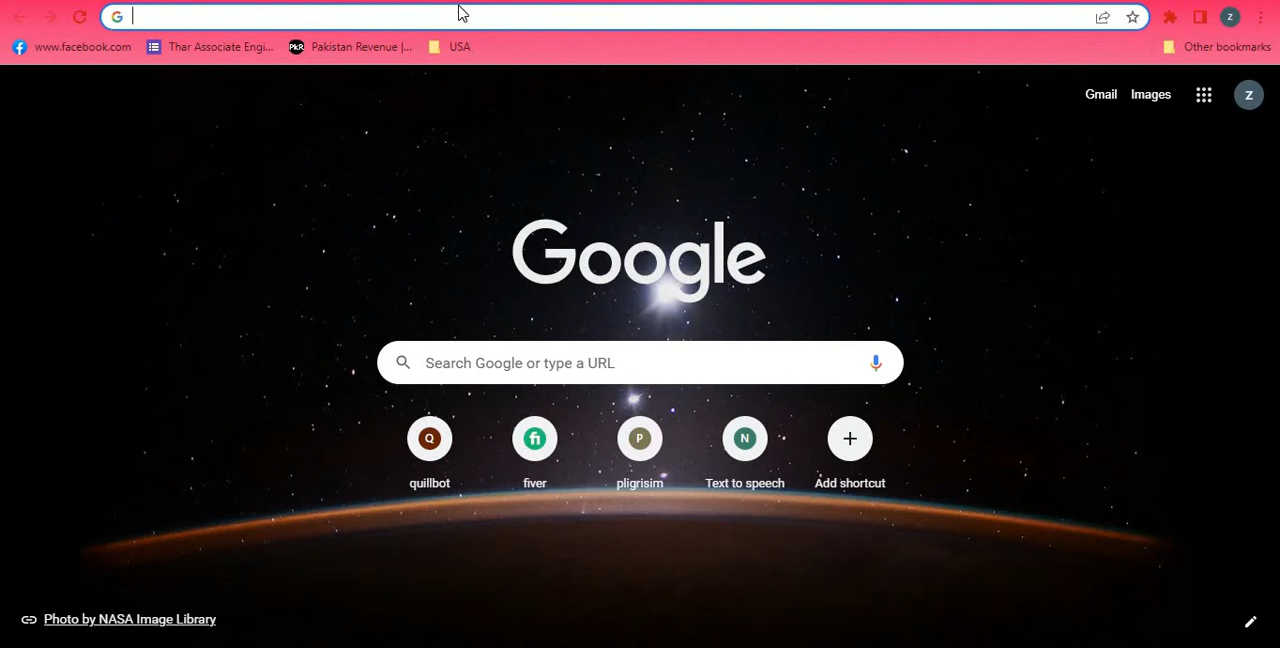 www.facebook.com Thar Associate Engi... PkR Pakistan Revenue |... USA Other bookmarks
Gmail Images Z
Google
Search Google or type a URL
Q P N
quillbot fiver pligrisim Text to speech Add shortcut
Photo by NASA Image Library